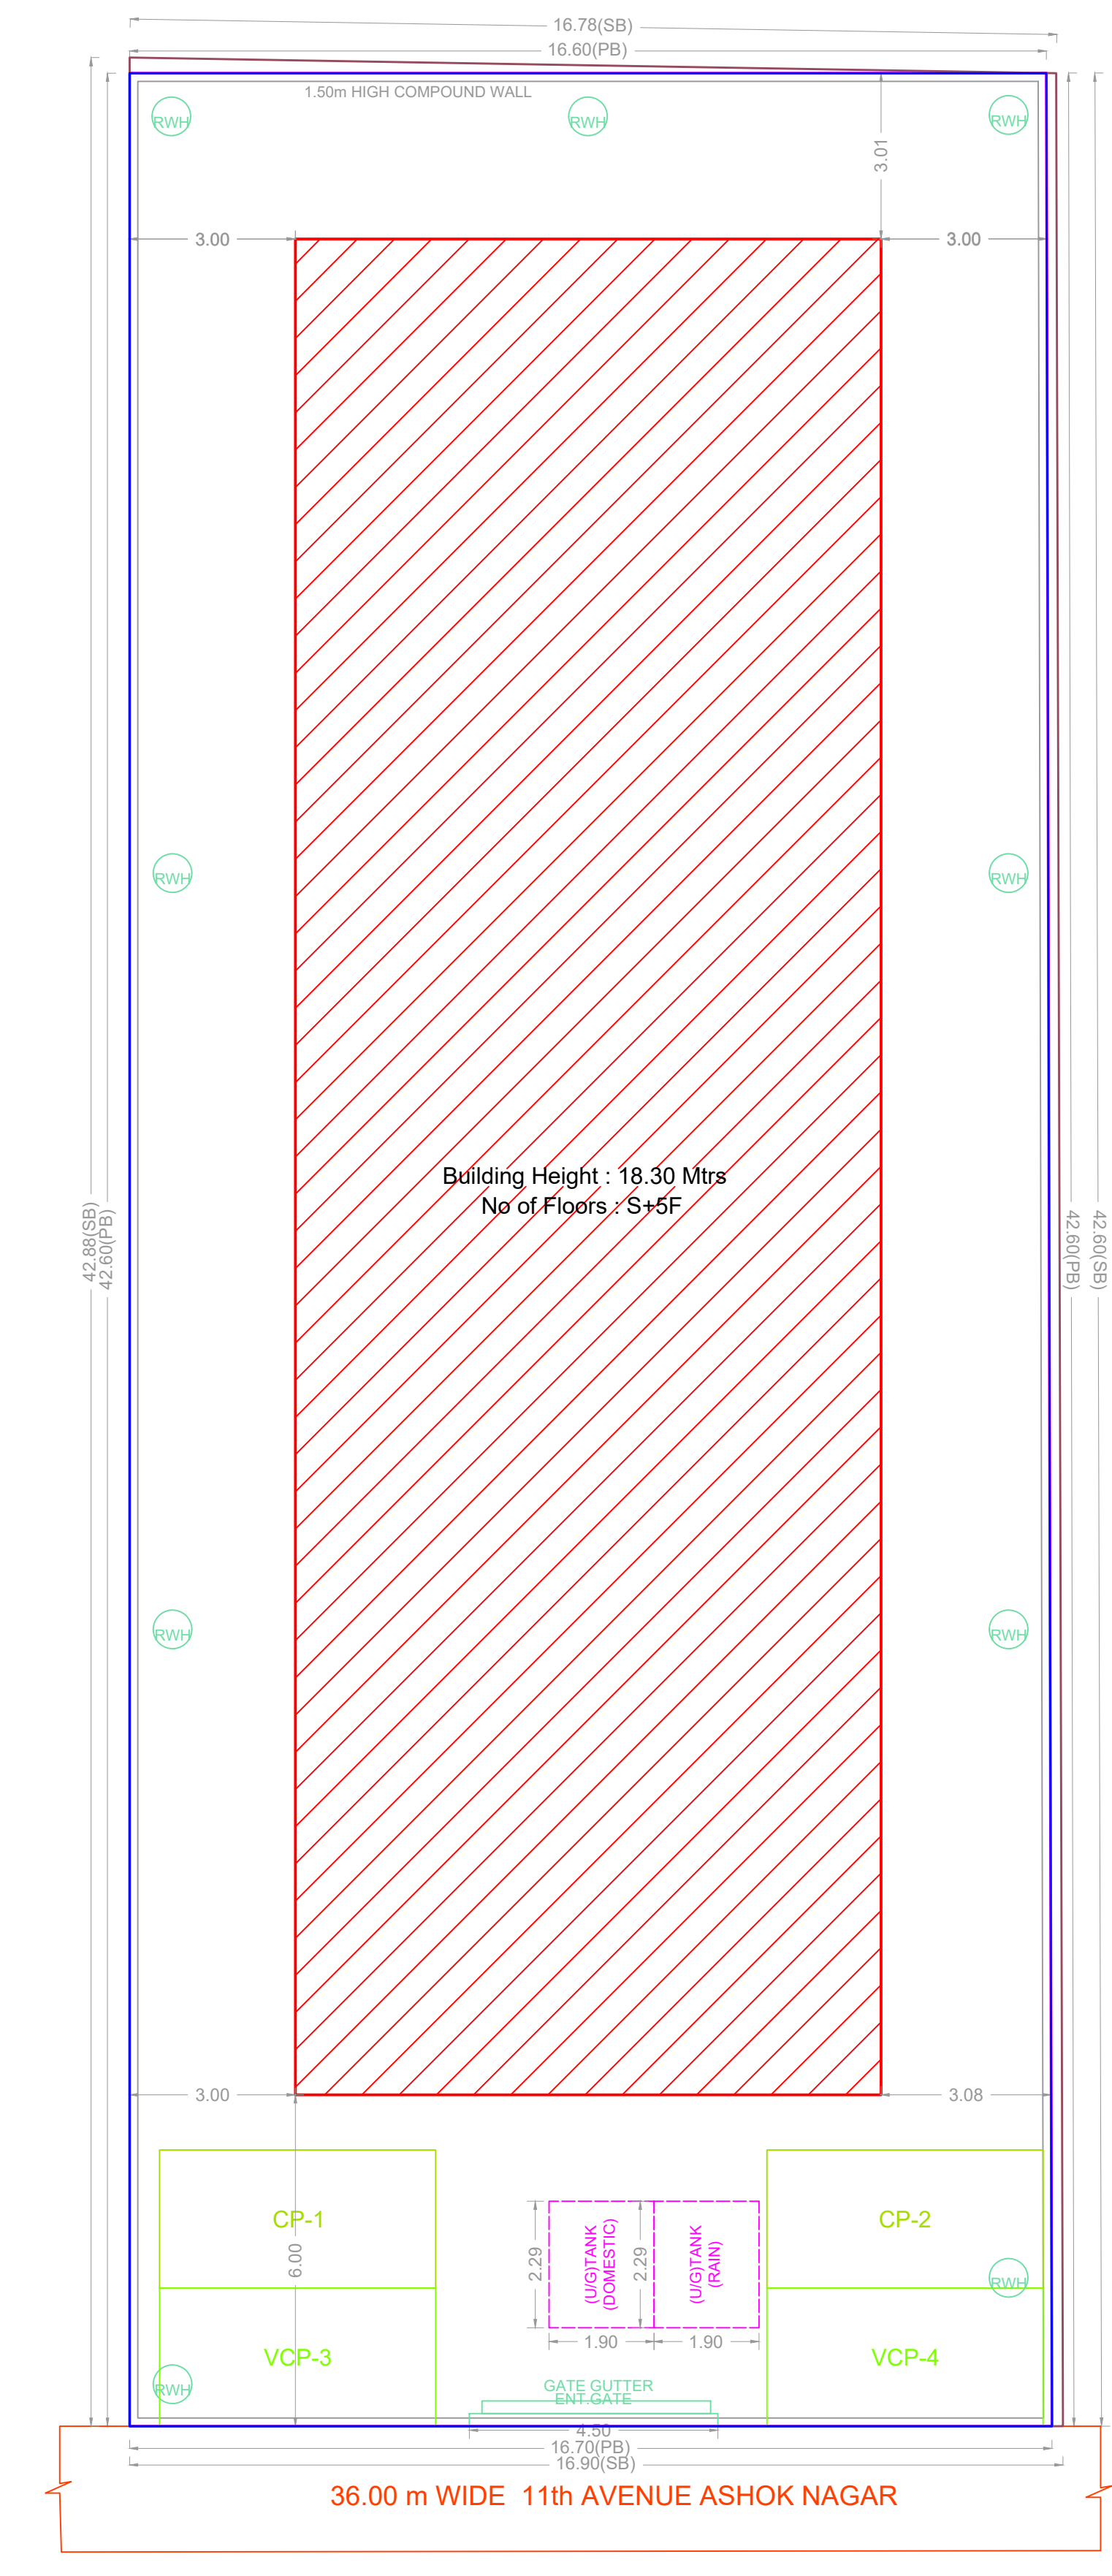 16.78(SB)
16.60(PB)
1.50m HIGH COMPOUND WALL
RWH
RWH
RWH
3.01
3.00
3.00
RWH
RWH
Building Height : 18.30 Mtrs
No of Floors : S+5F
42.88(SB)
42.60(PB)
42.60(PB)
42.60(SB)
RWH
RWH
3.00
3.08
CP-1
CP-2
6.00
2.29
(U/G)TANK
(DOMESTIC)
2.29
(U/G)TANK
(RAIN)
RWH
1.90
1.90
VCP-3
VCP-4
RWH
GATE GUTTER
ENT.GATE
4.50
16.70(PB)
16.90(SB)
36.00 m WIDE 11th AVENUE ASHOK NAGAR